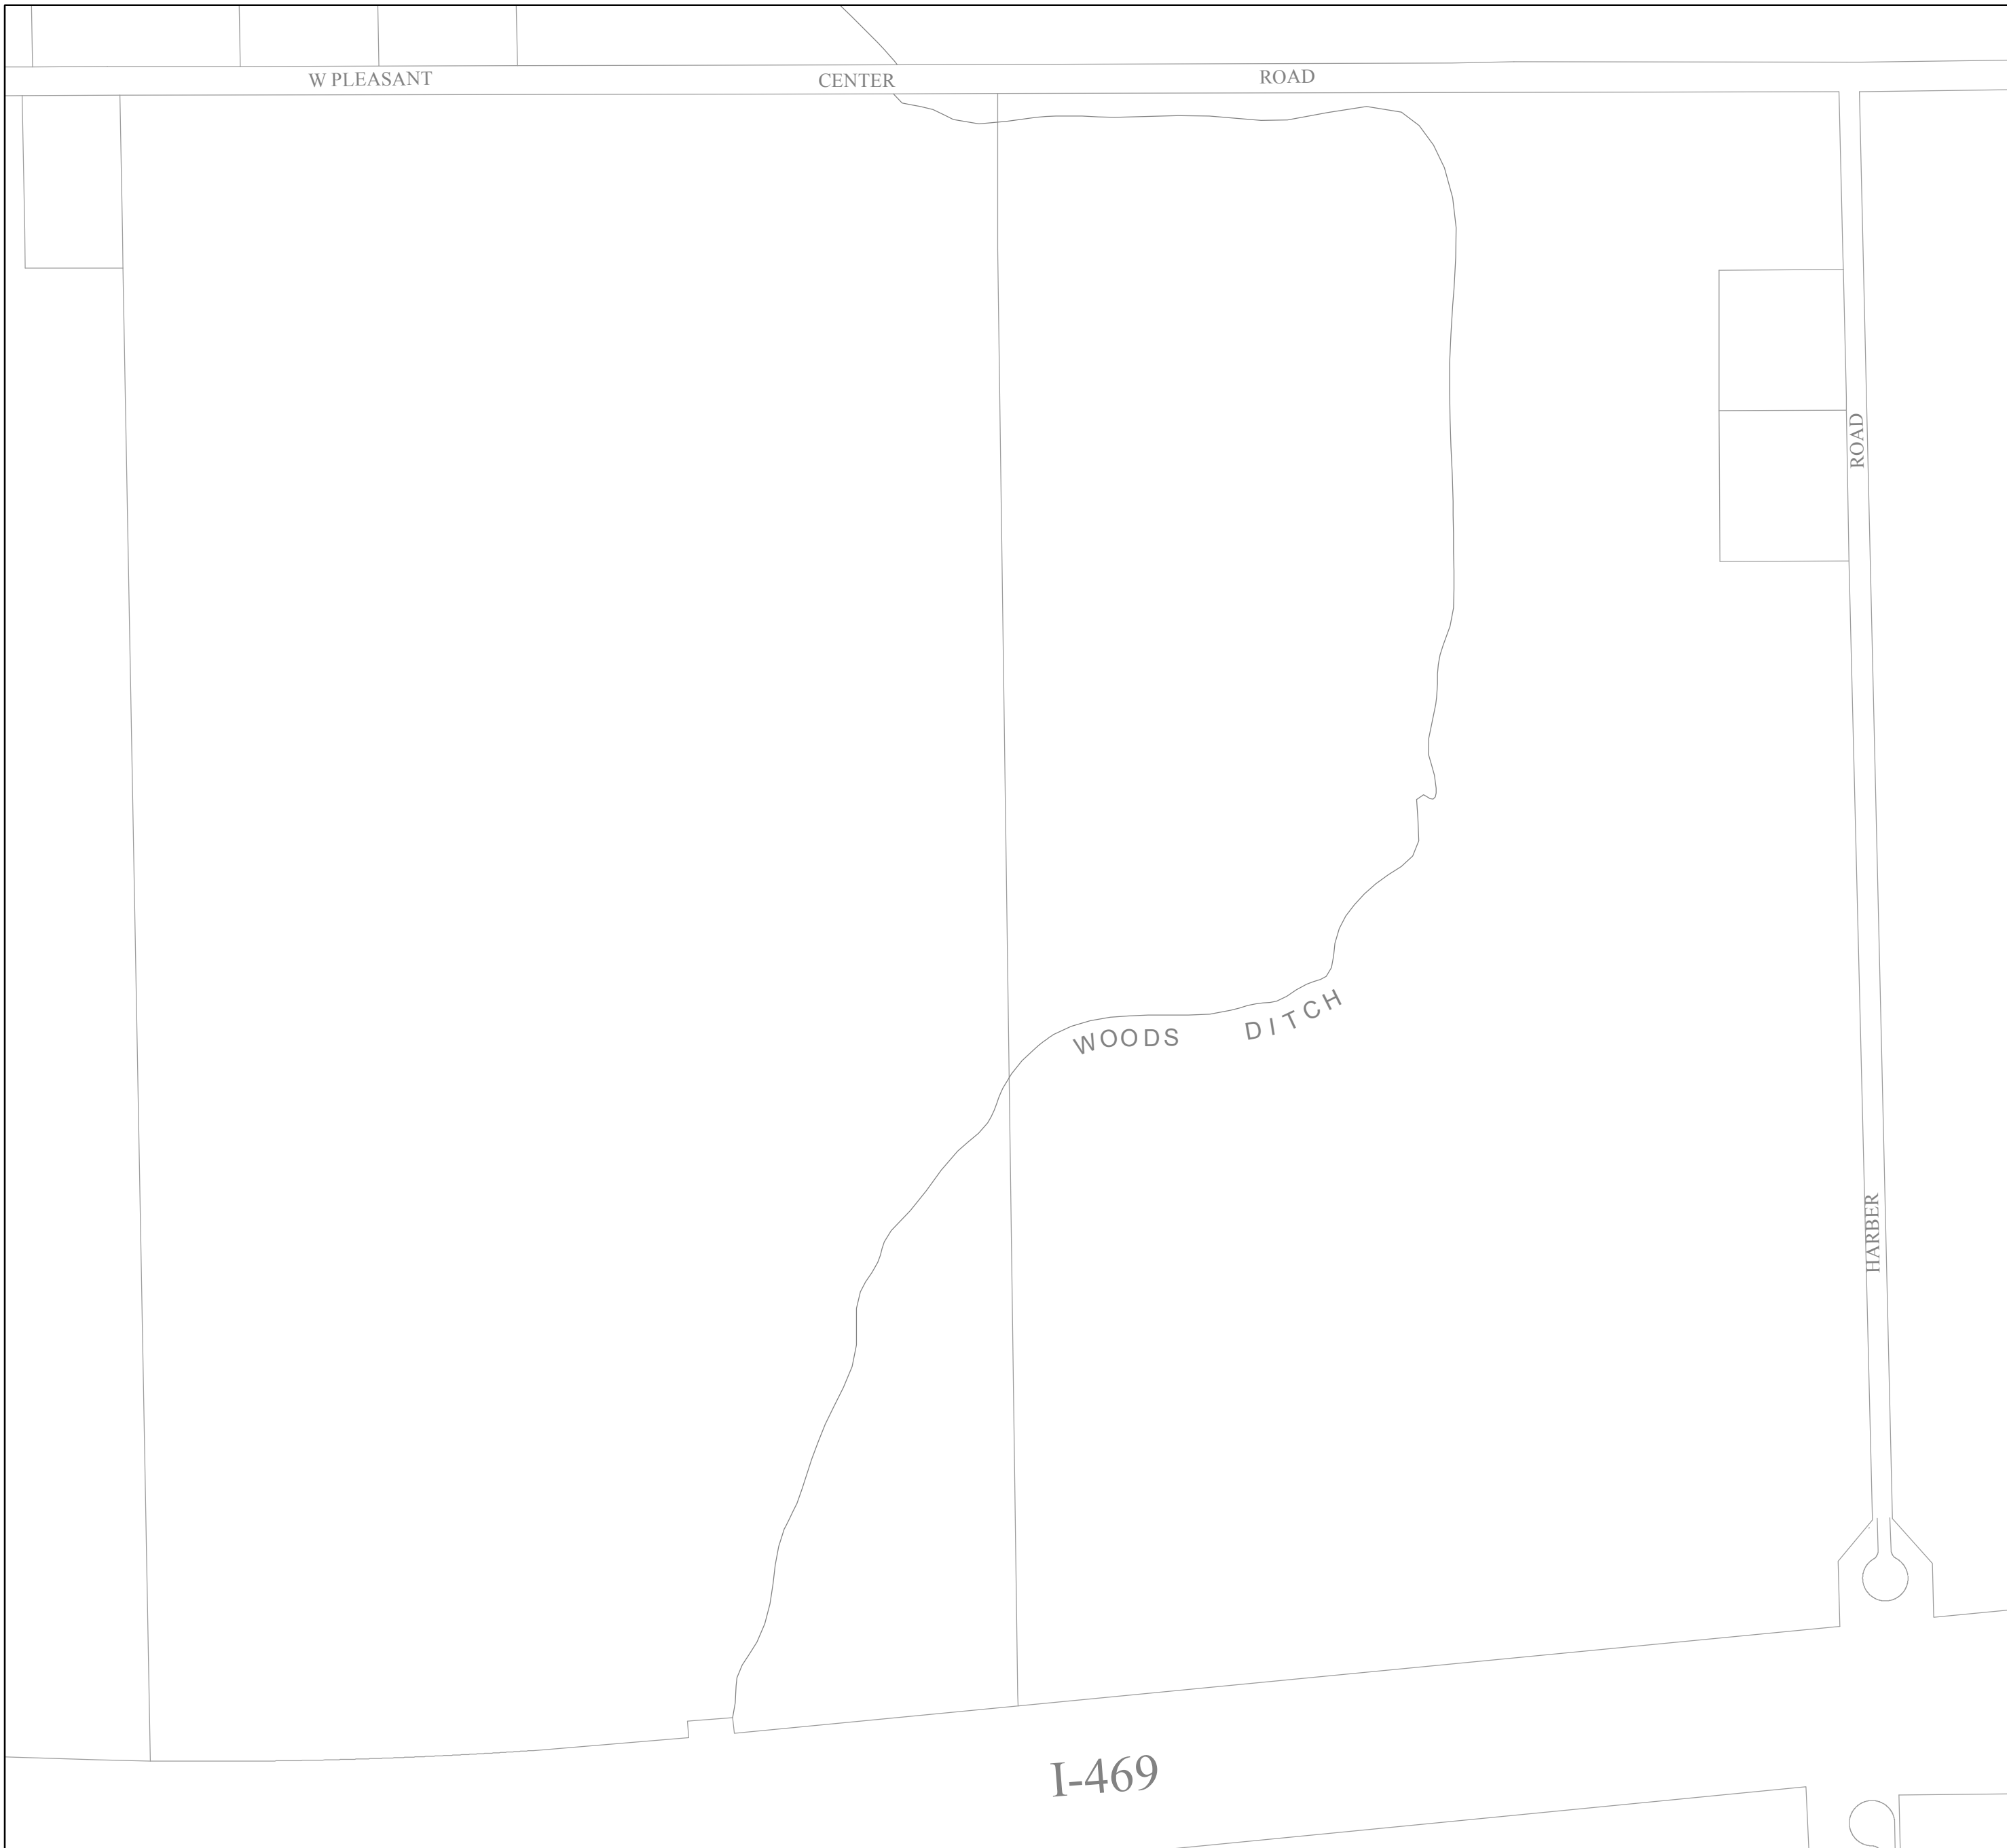 W PLEASANT CENTER ROAD
ROAD
WOODS DITCH
HARBER
I-469